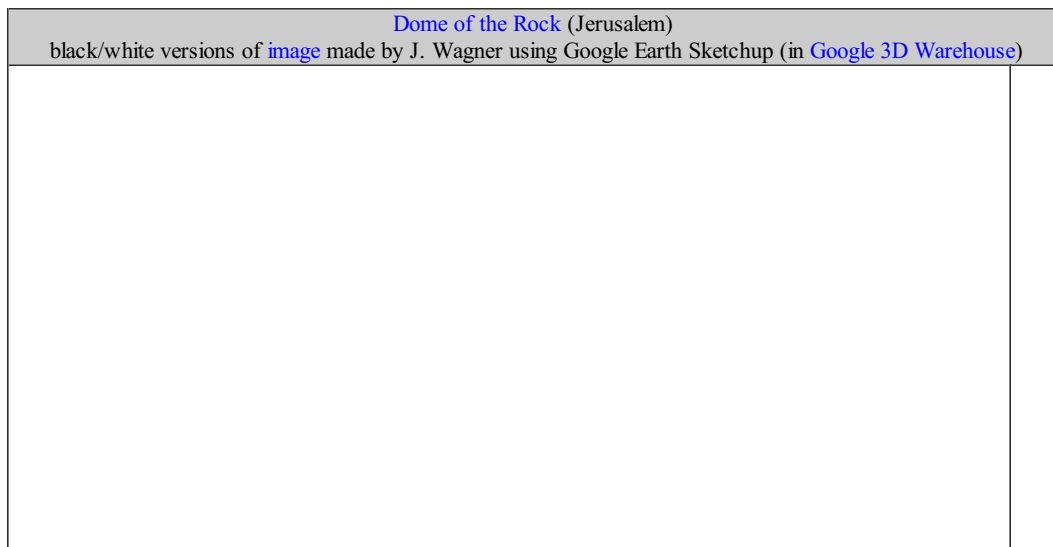 Dome of the Rock (Jerusalem)
black/white versions of image made by J. Wagner using Google Earth Sketchup (in Google 3D Warehouse)